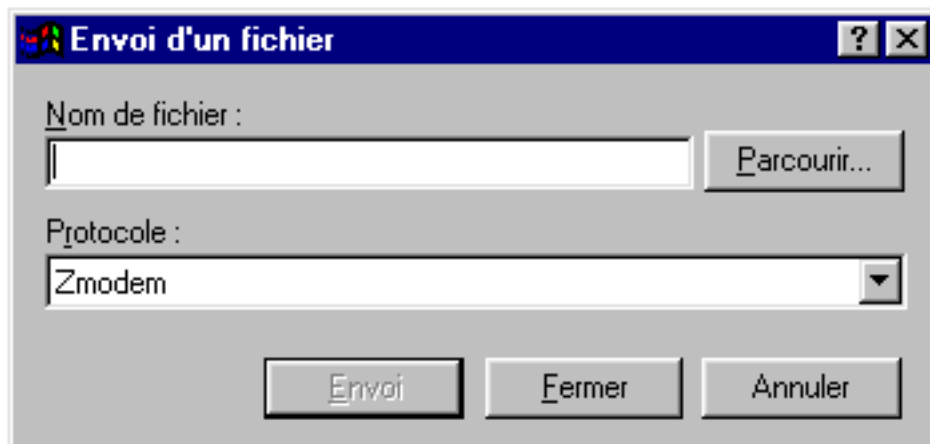 Envoi d'un fichier
Nom de fichier :
Parcourir...
Protocole :
Zmodem
Envoi Fermer Annuler